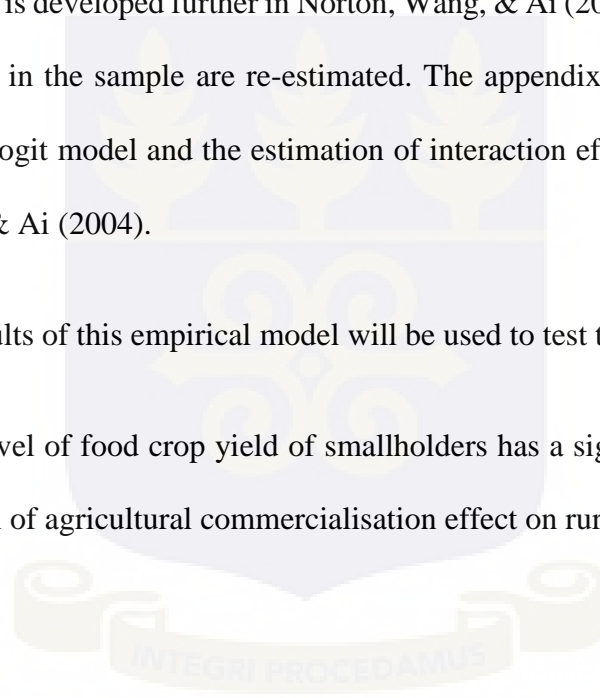 is developed further in Norton, Wang, & Ai (20
in the sample are re-estimated. The appendix
ogit model and the estimation of interaction ef
& Ai (2004).
ults of this empirical model will be used to test t
vel of food crop yield of smallholders has a sig
of agricultural commercialisation effect on rur
INTEGRI PROCEDAMUS